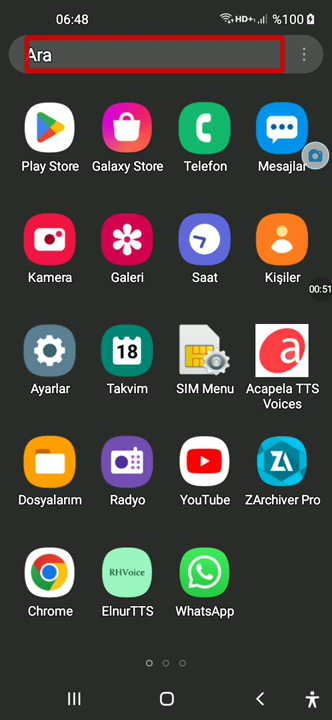 06:48
HD+ %100
Ara
Play Store
Galaxy Store
Telefon
Mesajlar
Kamera
Galeri
Saat
Kişiler
00:51
Ayarlar
18
Takvim
SIM Menu
a
Acapela TTS
Voices
Dosyalarım
Radyo
YouTube
ZA
ZArchiver Pro
Chrome
RHVoice
ElnurTTS
WhatsApp